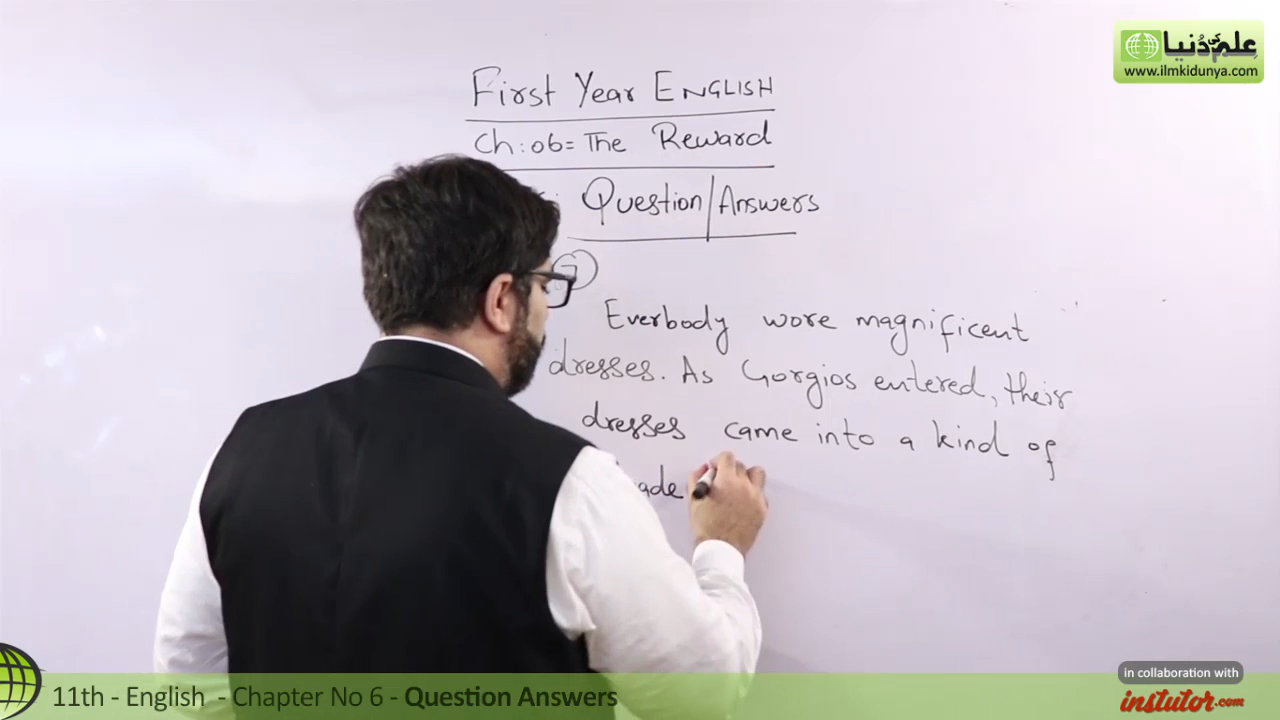 علم کی دنیا
www.ilmkidunya.com
First Year ENGLISH
Ch:06= The Reward
: Question/Answers
7
Everbody wore magnificent
dresses. As Gorgios entered, their
dresses came into a kind of
in collaboration with
instutor.com
11th - English - Chapter No 6 - Question Answers